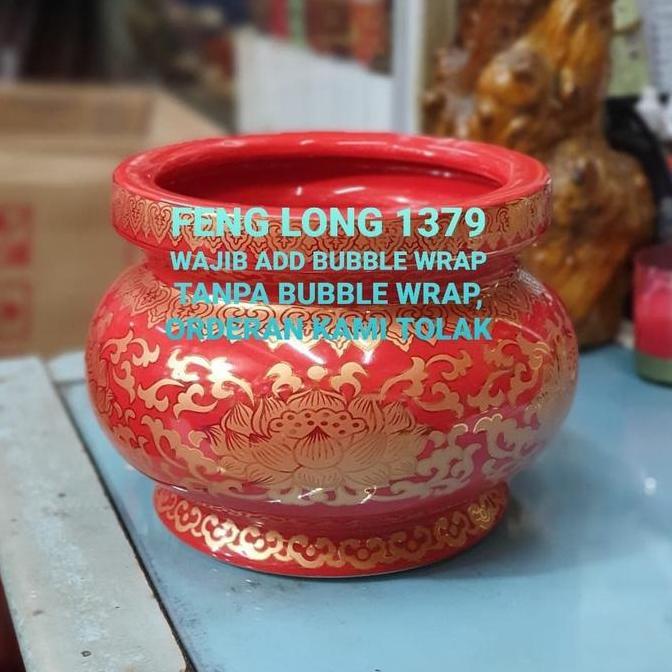 FENG LONG 1379
WAJIB ADD BUBBLE WRAP
TANPA BUBBLE WRAP,
ORDERAN KAMI TOLAK